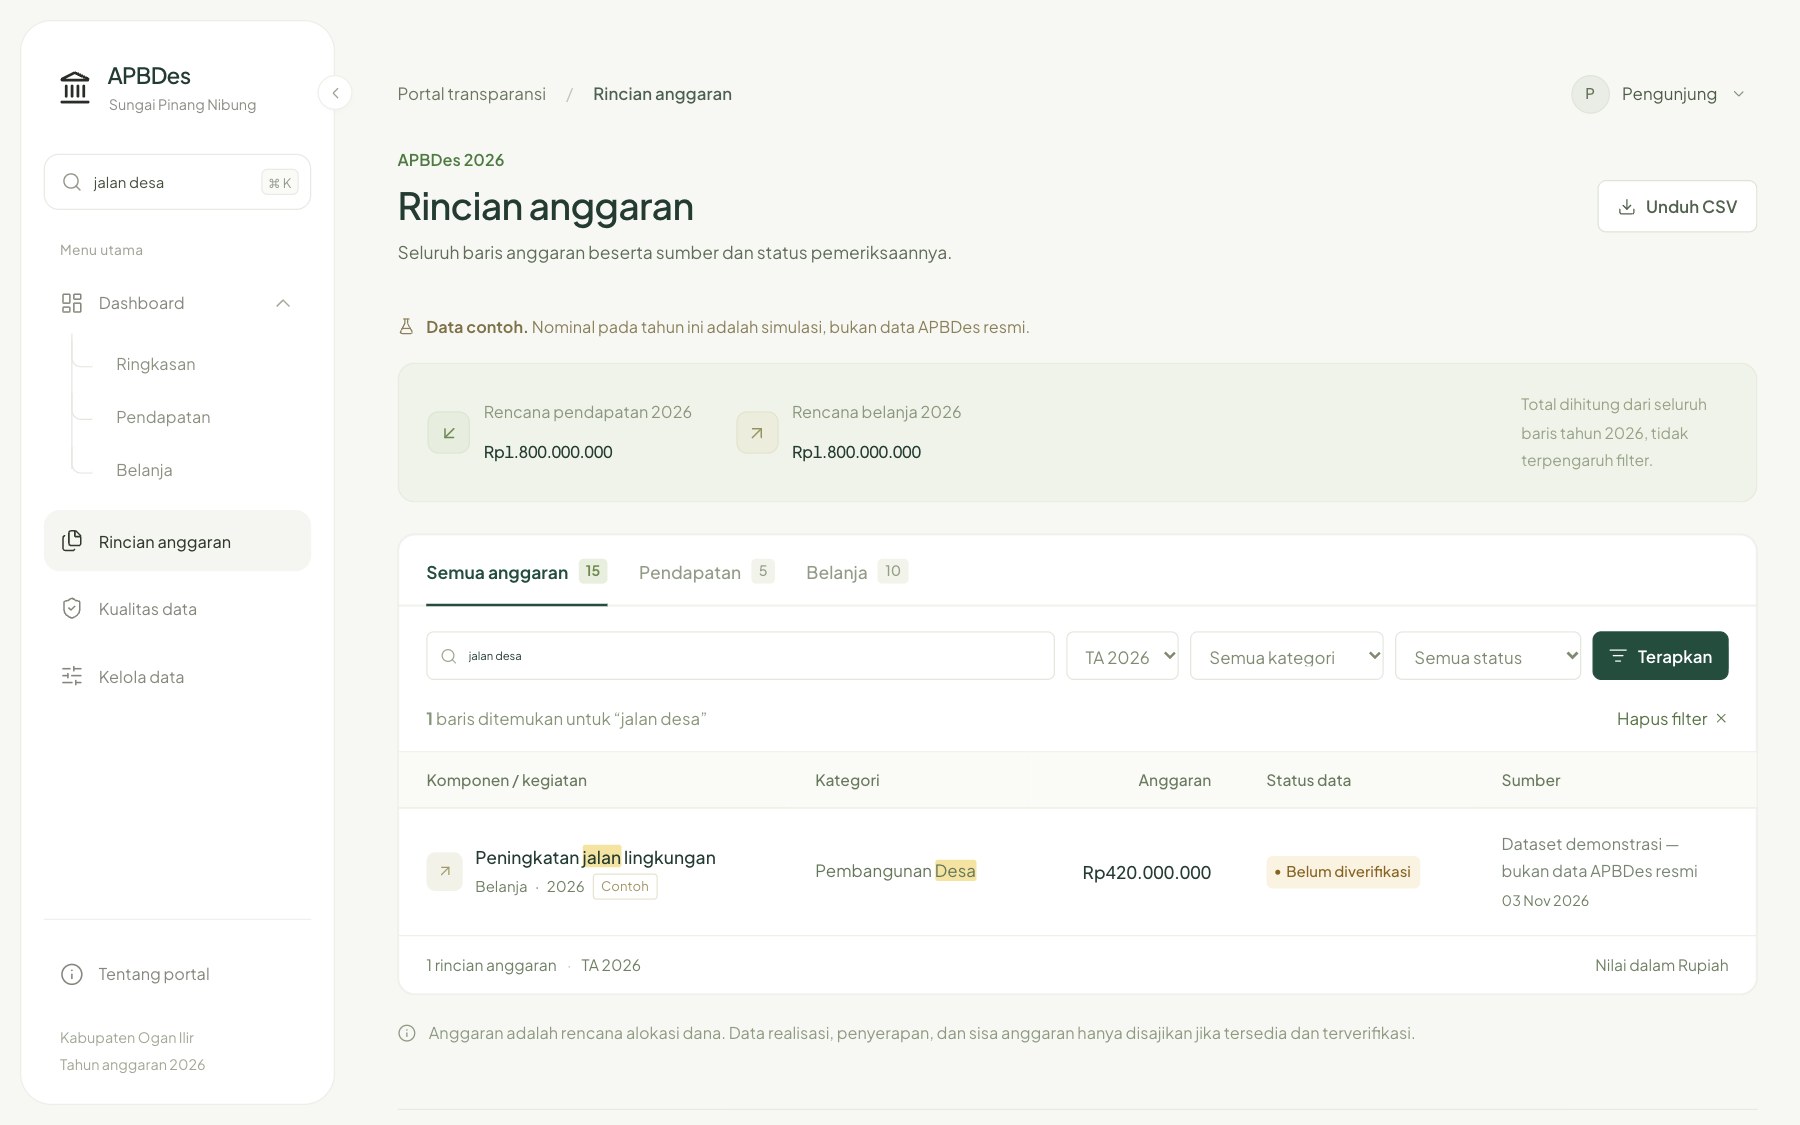 APBDes
Sungai Pinang Nibung
jalan desa
⌘ K
Menu utama
Dashboard
Ringkasan
Pendapatan
Belanja
Rincian anggaran
Kualitas data
Kelola data
Tentang portal
Kabupaten Ogan Ilir
Tahun anggaran 2026
Portal transparansi / Rincian anggaran
P Pengunjung
APBDes 2026
Rincian anggaran
Seluruh baris anggaran beserta sumber dan status pemeriksaannya.
Unduh CSV
Data contoh. Nominal pada tahun ini adalah simulasi, bukan data APBDes resmi.
Rencana pendapatan 2026
Rp1.800.000.000
Rencana belanja 2026
Rp1.800.000.000
Total dihitung dari seluruh
baris tahun 2026, tidak
terpengaruh filter.
Semua anggaran 15 Pendapatan 5 Belanja 10
jalan desa TA 2026 Semua kategori Semua status Terapkan
1 baris ditemukan untuk “jalan desa” Hapus filter ×
Komponen / kegiatan Kategori Anggaran Status data Sumber
Peningkatan jalan lingkungan
Belanja · 2026 Contoh
Pembangunan Desa
Rp420.000.000
• Belum diverifikasi
Dataset demonstrasi —
bukan data APBDes resmi
03 Nov 2026
1 rincian anggaran · TA 2026 Nilai dalam Rupiah
Anggaran adalah rencana alokasi dana. Data realisasi, penyerapan, dan sisa anggaran hanya disajikan jika tersedia dan terverifikasi.